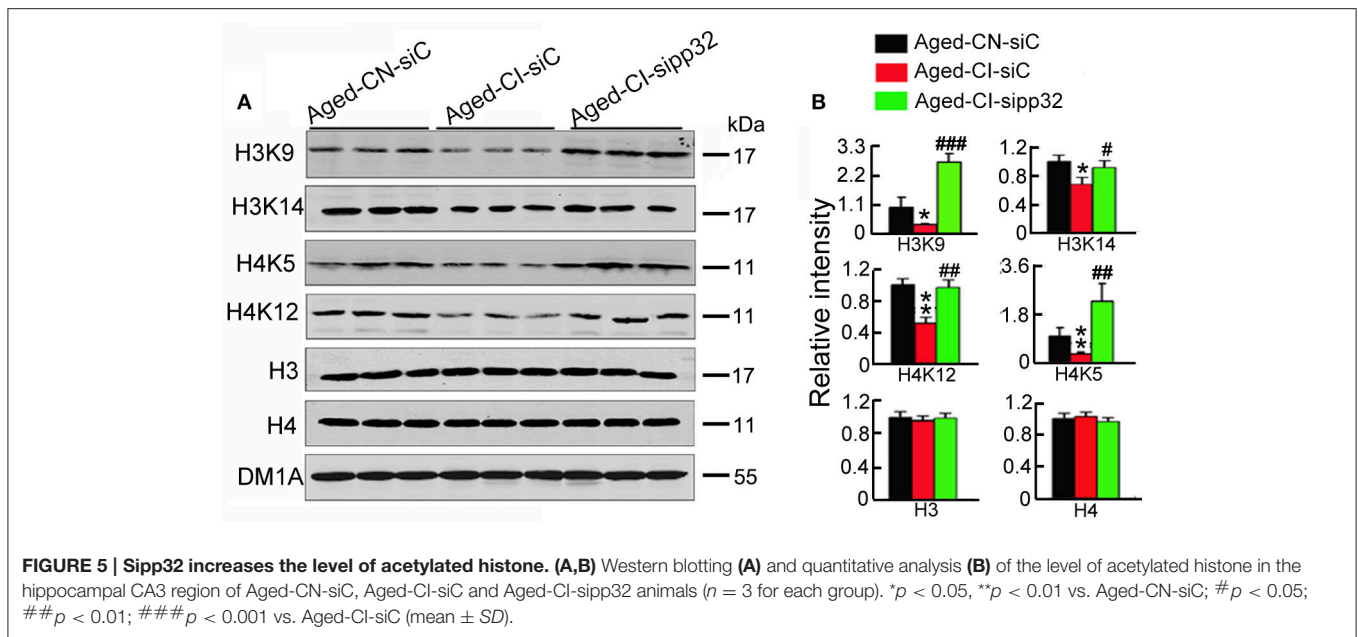 A
Aged-CN-siC
Aged-CI-siC
Aged-CI-sipp32
kDa
H3K9
17
H3K14
17
H4K5
11
H4K12
11
H3
17
H4
11
DM1A
55
Aged-CN-siC
Aged-CI-siC
Aged-CI-sipp32
B
Relative intensity
3.3
2.2
1.1
0
*
###
H3K9
1.2
0.8
0.4
0
*
#
H3K14
1.2
0.8
0.4
0
**
##
H4K12
3.6
2.4
1.2
0
**
##
H4K5
1.2
0.8
0.4
0
H3
1.2
0.8
0.4
0
H4
FIGURE 5 | Sipp32 increases the level of acetylated histone. (A,B) Western blotting (A) and quantitative analysis (B) of the level of acetylated histone in the
hippocampal CA3 region of Aged-CN-siC, Aged-CI-siC and Aged-CI-sipp32 animals (n = 3 for each group). *p < 0.05, **p < 0.01 vs. Aged-CN-siC; #p < 0.05;
##p < 0.01; ###p < 0.001 vs. Aged-CI-siC (mean ± SD).